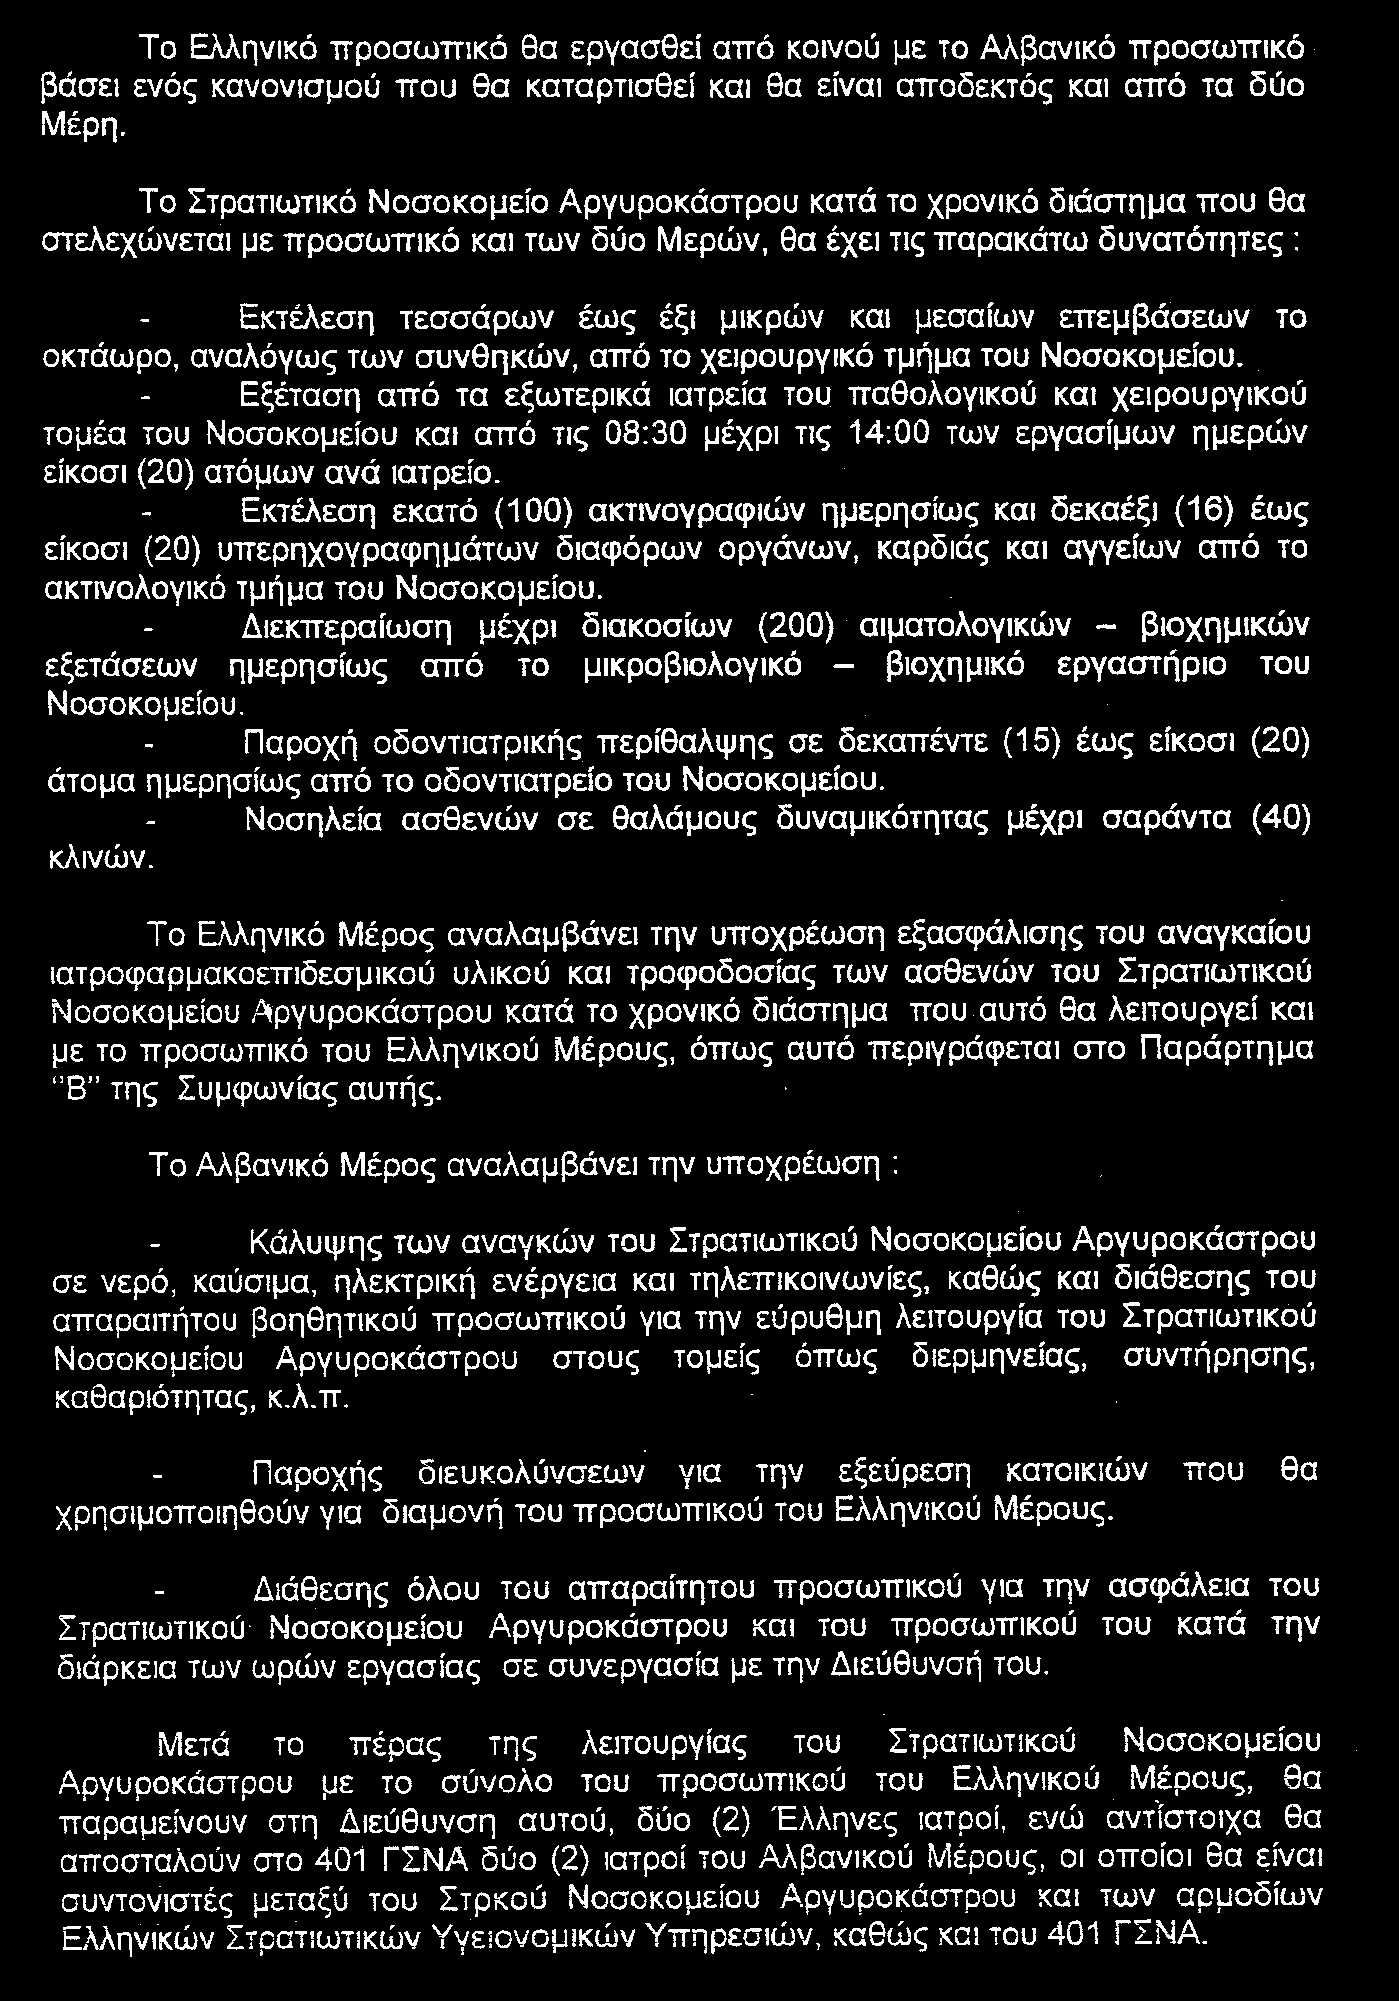 Το Ελληνικό προσωπικό θα εργασθεί από κοινού με το Αλβανικό προσωπικό
βάσει ενός κανονισμού που θα καταρτισθεί και θα είναι αποδεκτός και από τα δύο
Μέρη.
Το Στρατιωτικό Νοσοκομείο Αργυροκάστρου κατά το χρονικό διάστημα που θα
στελεχώνεται με προσωπικό και των δύο Μερών, θα έχει τις παρακάτω δυνατότητες :
- Εκτέλεση τεσσάρων έως έξι μικρών και μεσαίων επεμβάσεων το
οκτάωρο, αναλόγως των συνθηκών, από το χειρουργικό τμήμα του Νοσοκομείου.
- Εξέταση από τα εξωτερικά ιατρεία του παθολογικού και χειρουργικού
τομέα του Νοσοκομείου και από τις 08:30 μέχρι τις 14:00 των εργασίμων ημερών
είκοσι (20) ατόμων ανά ιατρείο.
- Εκτέλεση εκατό (100) ακτινογραφιών ημερησίως και δεκαέξι (16) έως
είκοσι (20) υπερηχογραφημάτων διαφόρων οργάνων, καρδιάς και αγγείων από το
ακτινολογικό τμήμα του Νοσοκομείου.
- Διεκπεραίωση μέχρι διακοσίων (200) αιματολογικών – βιοχημικών
εξετάσεων ημερησίως από το μικροβιολογικό – βιοχημικό εργαστήριο του
Νοσοκομείου.
- Παροχή οδοντιατρικής περίθαλψης σε δεκαπέντε (15) έως είκοσι (20)
άτομα ημερησίως από το οδοντιατρείο του Νοσοκομείου.
- Νοσηλεία ασθενών σε θαλάμους δυναμικότητας μέχρι σαράντα (40)
κλινών.
Το Ελληνικό Μέρος αναλαμβάνει την υποχρέωση εξασφάλισης του αναγκαίου
ιατροφαρμακοεπιδεσμικού υλικού και τροφοδοσίας των ασθενών του Στρατιωτικού
Νοσοκομείου Αργυροκάστρου κατά το χρονικό διάστημα που αυτό θα λειτουργεί και
με το προσωπικό του Ελληνικού Μέρους, όπως αυτό περιγράφεται στο Παράρτημα
“Β” της Συμφωνίας αυτής.
Το Αλβανικό Μέρος αναλαμβάνει την υποχρέωση :
- Κάλυψης των αναγκών του Στρατιωτικού Νοσοκομείου Αργυροκάστρου
σε νερό, καύσιμα, ηλεκτρική ενέργεια και τηλεπικοινωνίες, καθώς και διάθεσης του
απαραιτήτου βοηθητικού προσωπικού για την εύρυθμη λειτουργία του Στρατιωτικού
Νοσοκομείου Αργυροκάστρου στους τομείς όπως διερμηνείας, συντήρησης,
καθαριότητας, κ.λ.π.
- Παροχής διευκολύνσεων για την εξεύρεση κατοικιών που θα
χρησιμοποιηθούν για διαμονή του προσωπικού του Ελληνικού Μέρους.
- Διάθεσης όλου του απαραίτητου προσωπικού για την ασφάλεια του
Στρατιωτικού Νοσοκομείου Αργυροκάστρου και του προσωπικού του κατά την
διάρκεια των ωρών εργασίας σε συνεργασία με την Διεύθυνσή του.
Μετά το πέρας της λειτουργίας του Στρατιωτικού Νοσοκομείου
Αργυροκάστρου με το σύνολο του προσωπικού του Ελληνικού Μέρους, θα
παραμείνουν στη Διεύθυνση αυτού, δύο (2) Έλληνες ιατροί, ενώ αντίστοιχα θα
αποσταλούν στο 401 ΓΣΝΑ δύο (2) ιατροί του Αλβανικού Μέρους, οι οποίοι θα είναι
συντονιστές μεταξύ του Στρκού Νοσοκομείου Αργυροκάστρου και των αρμοδίων
Ελληνικών Στρατιωτικών Υγειονομικών Υπηρεσιών, καθώς και του 401 ΓΣΝΑ.